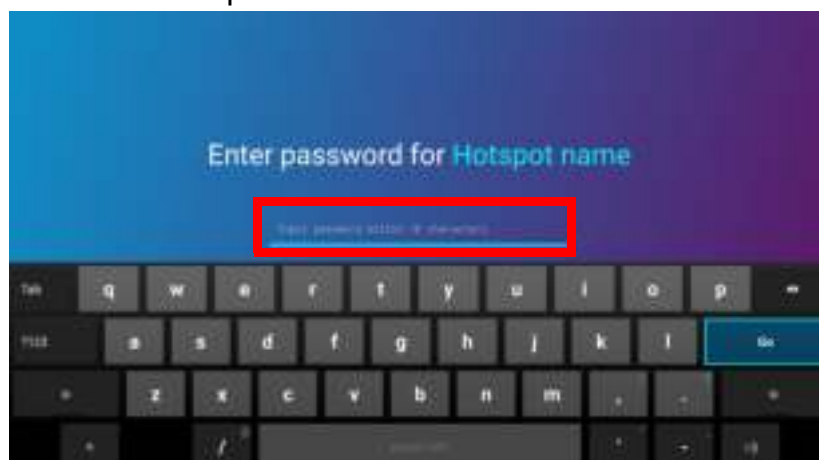 Enter password for Hotspot name
Tab q w e r t y u i o p
a s d f g h j k l Go
z x c v b n m , .
/ '